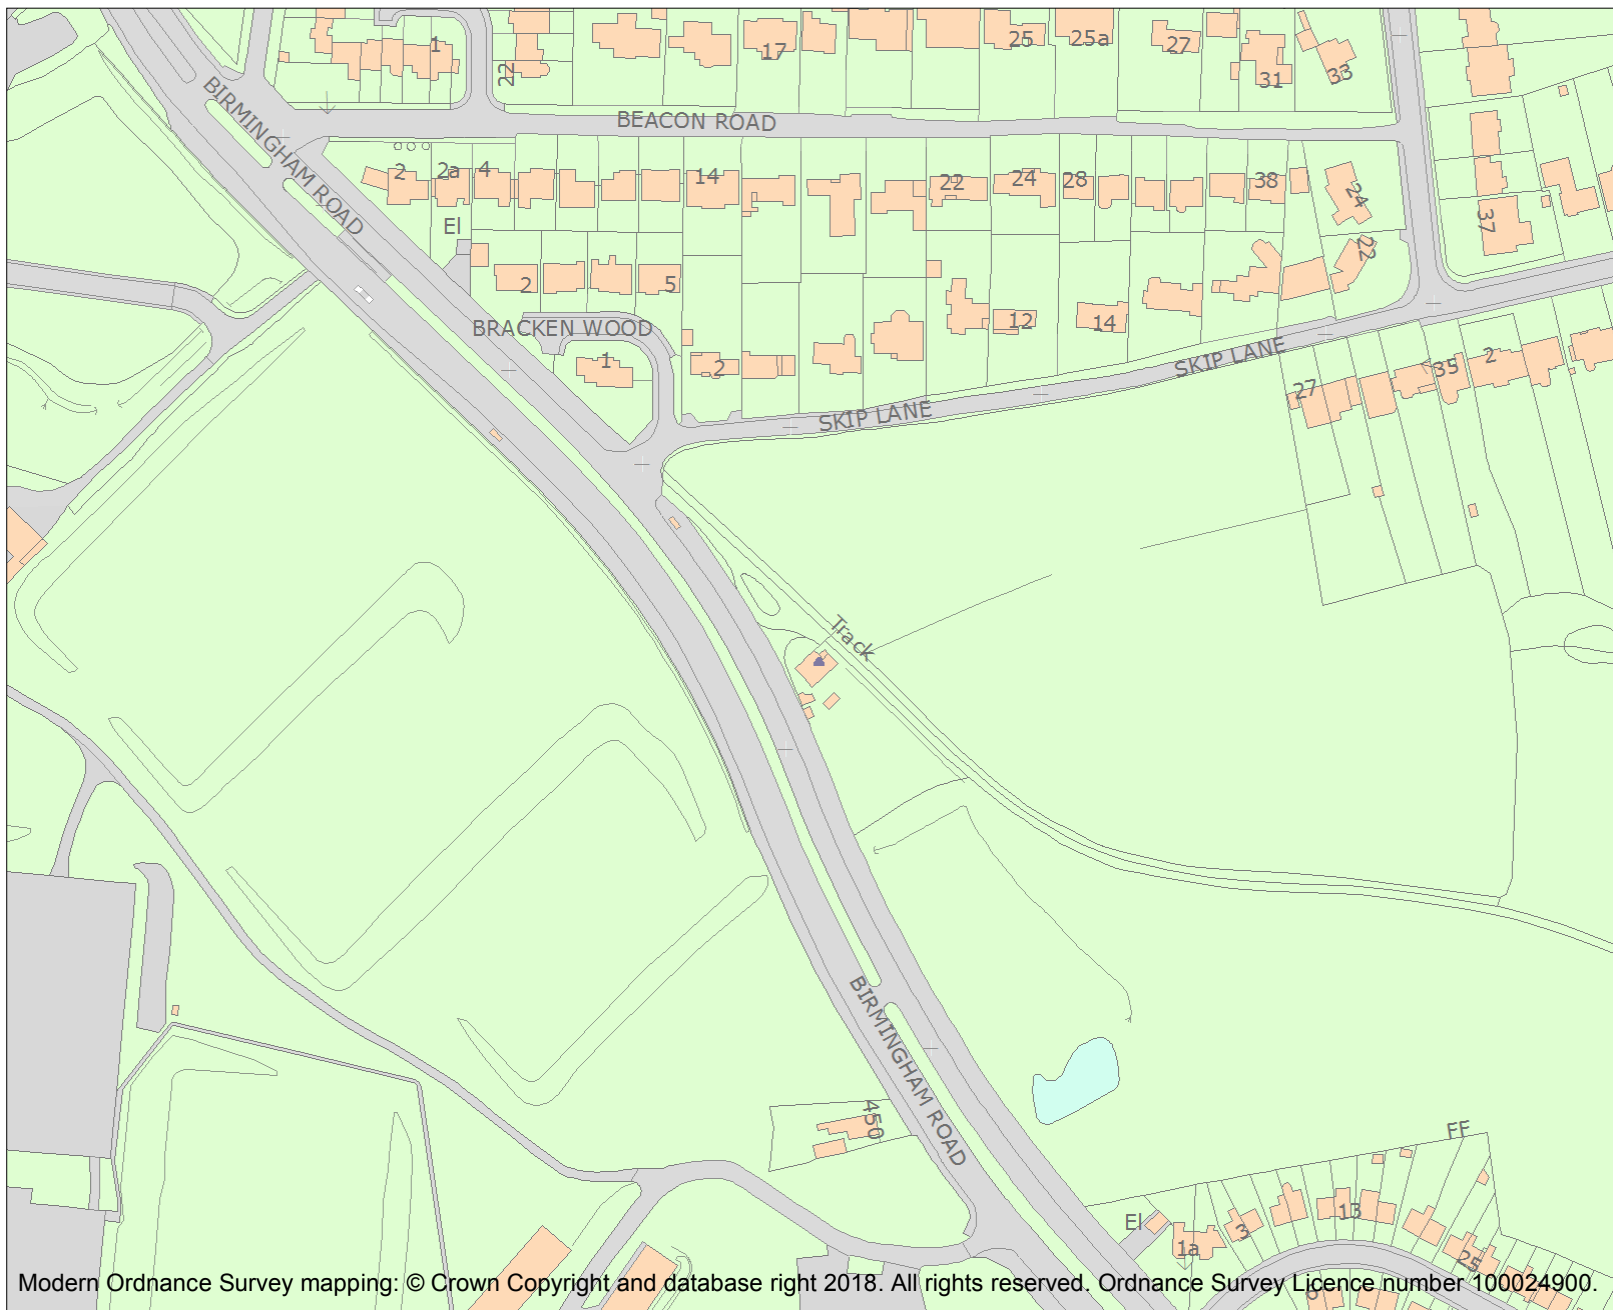 1
22
17
25
25a
27
31
33
BIRMINGHAM ROAD
BEACON ROAD
2
2a
4
14
22
24
28
38
24
37
El
22
2
5
BRACKEN WOOD
12
14
1
2
SKIP LANE
27
35
2
SKIP LANE
Track
BIRMINGHAM ROAD
450
FF
El
1a
3
13
25
6
Modern Ordnance Survey mapping: © Crown Copyright and database right 2018. All rights reserved. Ordnance Survey Licence number 100024900.